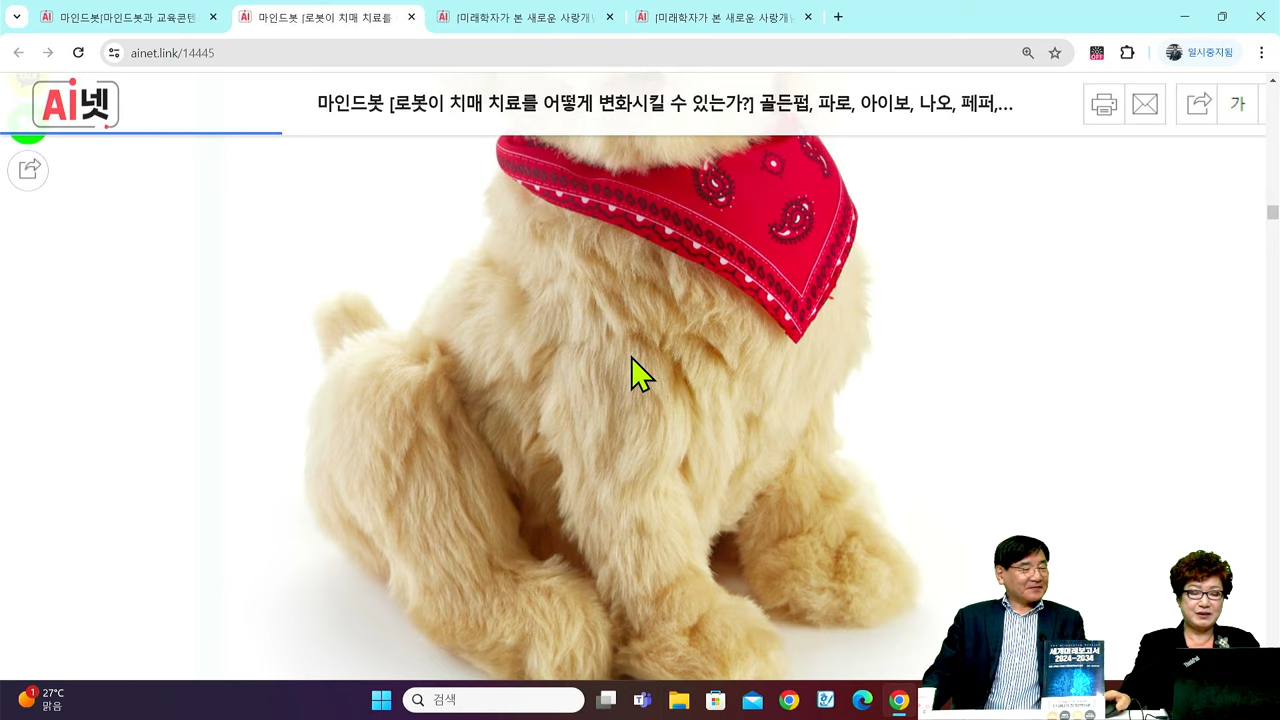 마인드봇[마인드봇과 교육콘텐
마인드봇 [로봇이 치매 치료를
[미래학자가 본 새로운 사랑개념
[미래학자가 본 새로운 사랑개념
ainet.link/14445
OFF
일시중지됨
Ai넷
마인드봇 [로봇이 치매 치료를 어떻게 변화시킬 수 있는가?] 골든펍, 파로, 아이보, 나오, 페퍼,...
가
세계미래보고서
2024-2034
ThinkPad
1
27°C
맑음
검색